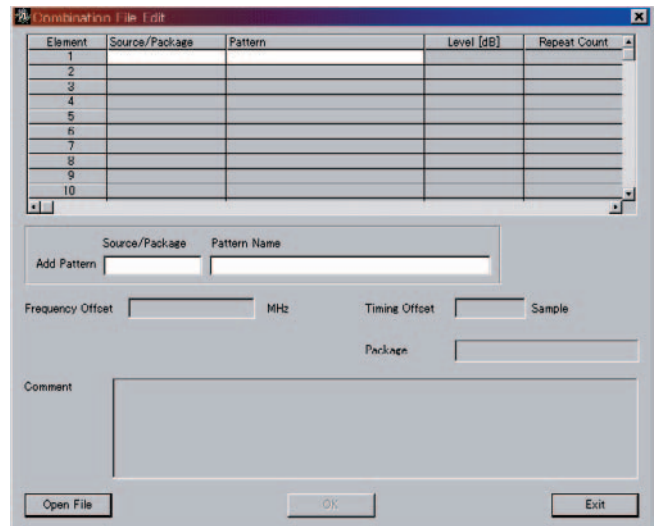 Combination File Edit
Element Source/Package Pattern Level [dB] Repeat Count
1
2
3
4
5
6
7
8
9
10
Source/Package Pattern Name
Add Pattern
Frequency Offset MHz Timing Offset Sample
Package
Comment
Open File OK Exit